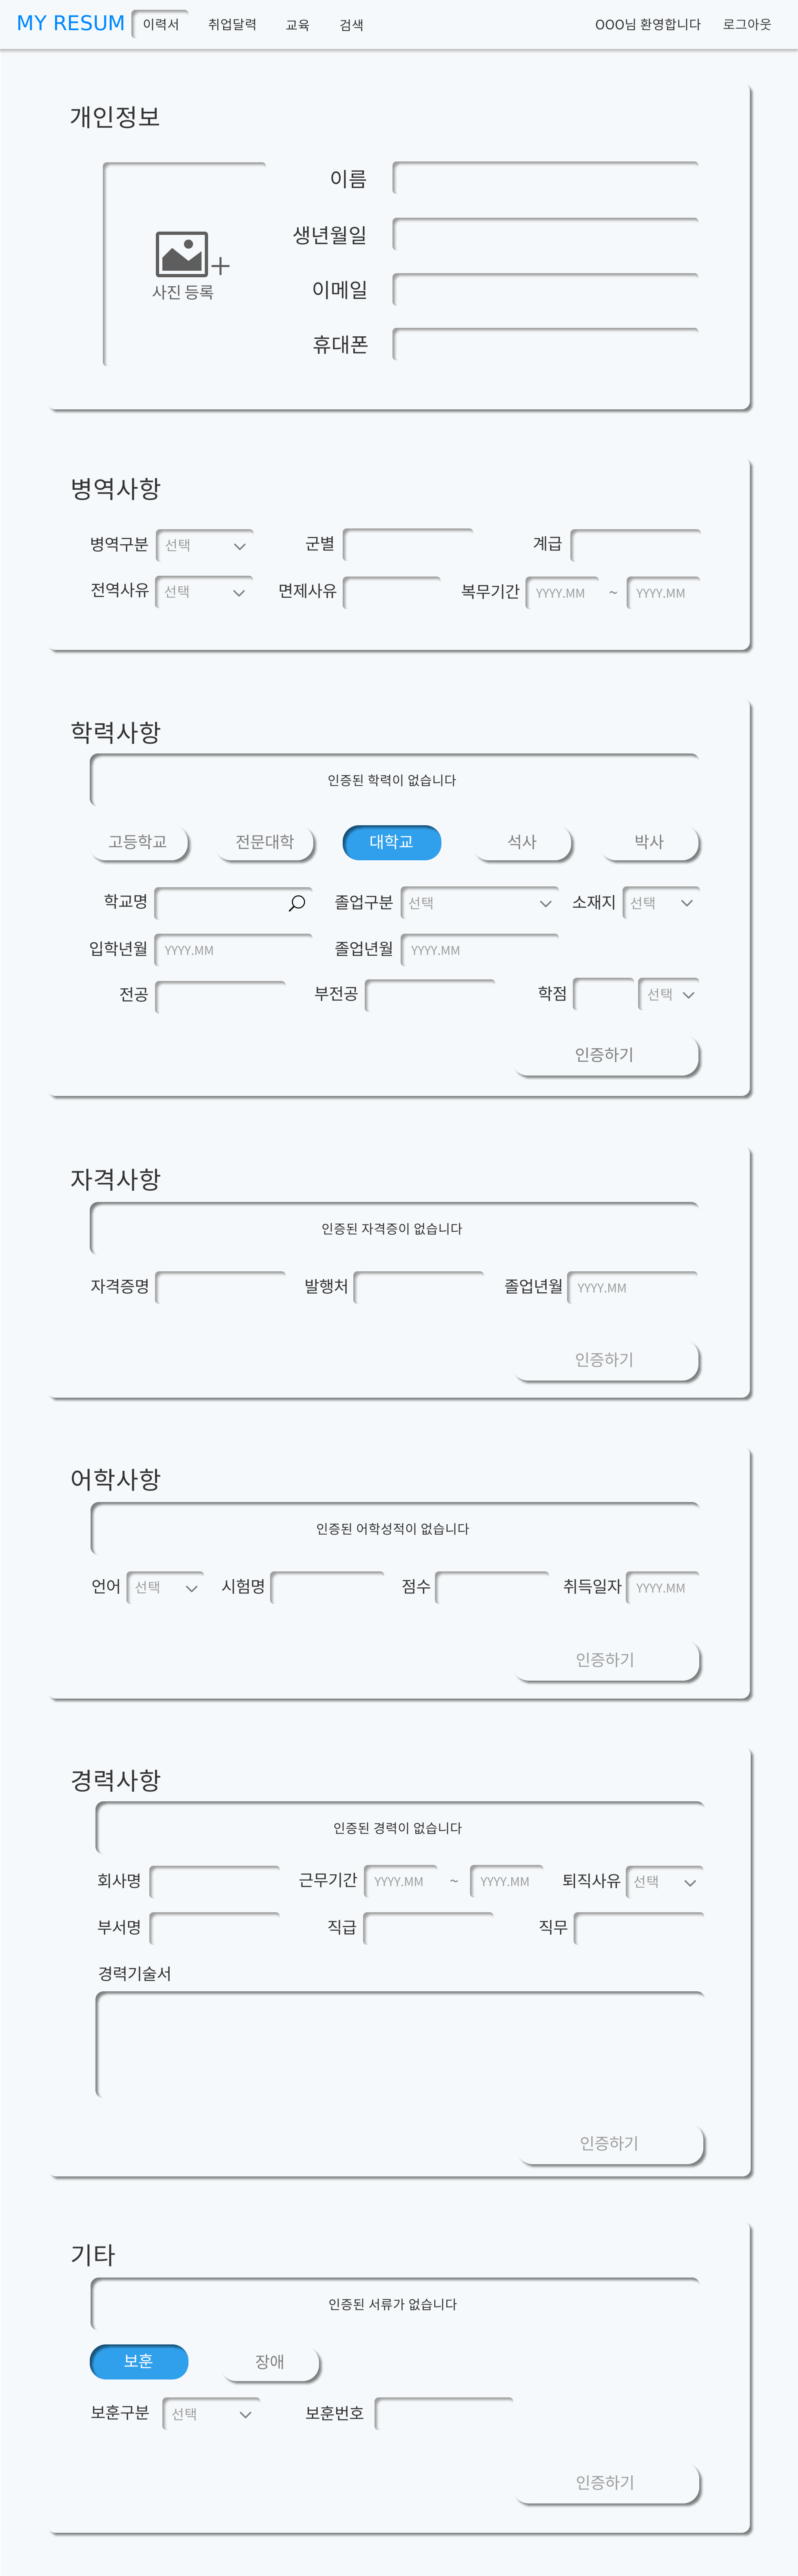 MY RESUM 이력서 취업달력 교육 검색 OOO님 환영합니다 로그아웃
개인정보
사진 등록
이름
생년월일
이메일
휴대폰
병역사항
병역구분 선택 군별 계급
전역사유 선택 면제사유 복무기간 YYYY.MM ~ YYYY.MM
학력사항
인증된 학력이 없습니다
고등학교 전문대학 대학교 석사 박사
학교명 졸업구분 선택 소재지 선택
입학년월 YYYY.MM 졸업년월 YYYY.MM
전공 부전공 학점 선택
인증하기
자격사항
인증된 자격증이 없습니다
자격증명 발행처 졸업년월 YYYY.MM
인증하기
어학사항
인증된 어학성적이 없습니다
언어 선택 시험명 점수 취득일자 YYYY.MM
인증하기
경력사항
인증된 경력이 없습니다
회사명 근무기간 YYYY.MM ~ YYYY.MM 퇴직사유 선택
부서명 직급 직무
경력기술서
인증하기
기타
인증된 서류가 없습니다
보훈 장애
보훈구분 선택 보훈번호
인증하기